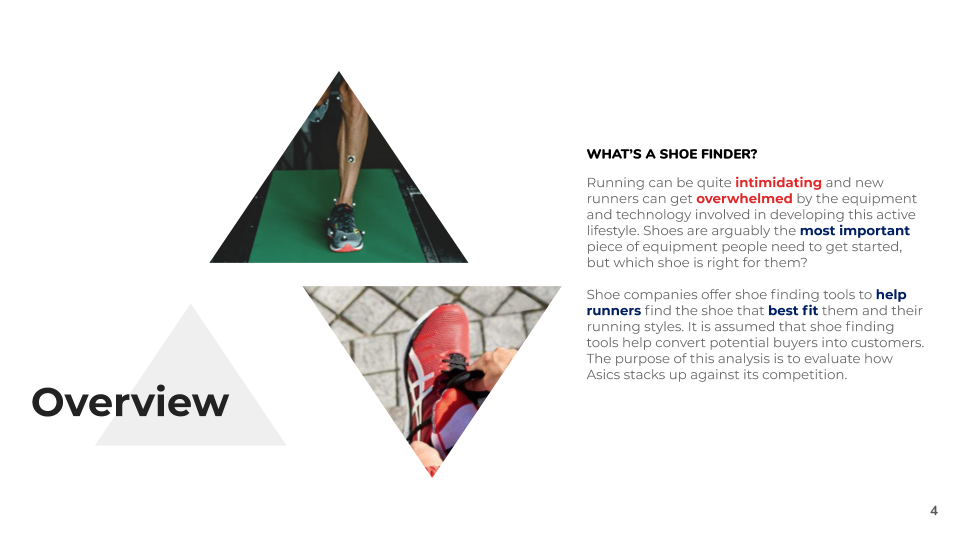 Overview
WHAT'S A SHOE FINDER?
Running can be quite intimidating and new
runners can get overwhelmed by the equipment
and technology involved in developing this active
lifestyle. Shoes are arguably the most important
piece of equipment people need to get started,
but which shoe is right for them?
Shoe companies offer shoe finding tools to help
runners find the shoe that best fit them and their
running styles. It is assumed that shoe finding
tools help convert potential buyers into customers.
The purpose of this analysis is to evaluate how
Asics stacks up against its competition.
4